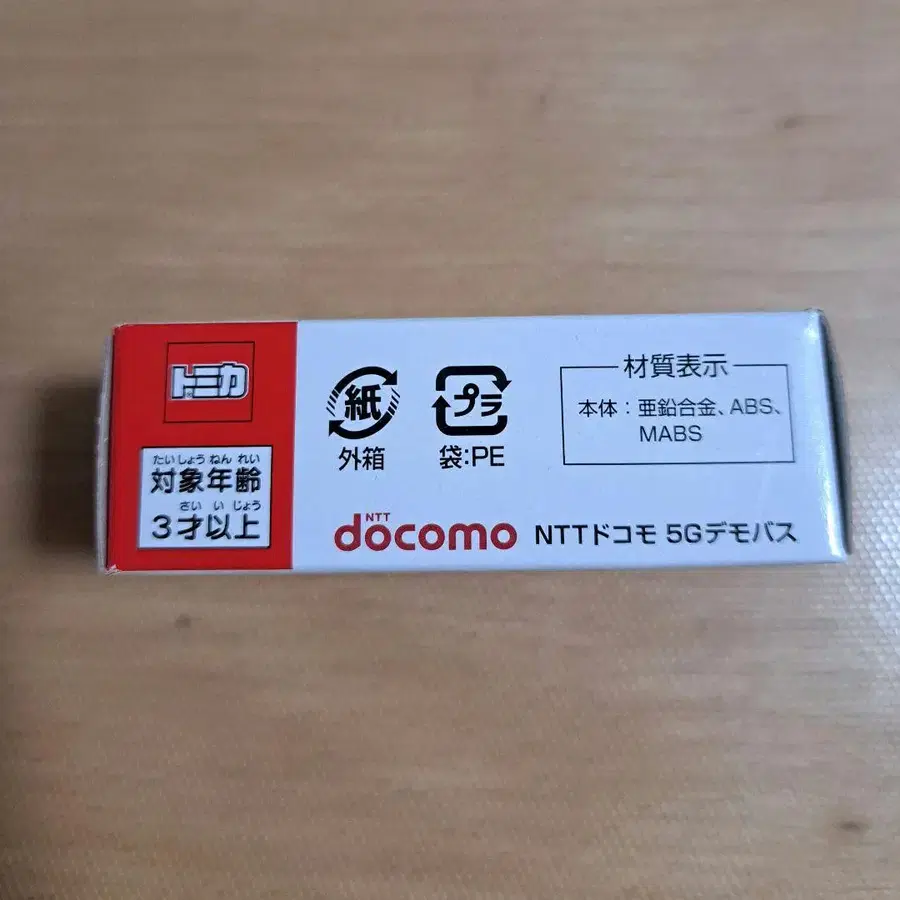 トミカ
たいしょうねんれい
対象年齢
さいいじょう
3才以上
紙
外箱
プラ
袋:PE
材質表示
本体:亜鉛合金、ABS、
MABS
NTT
docomo
NTTドコモ 5Gデモバス